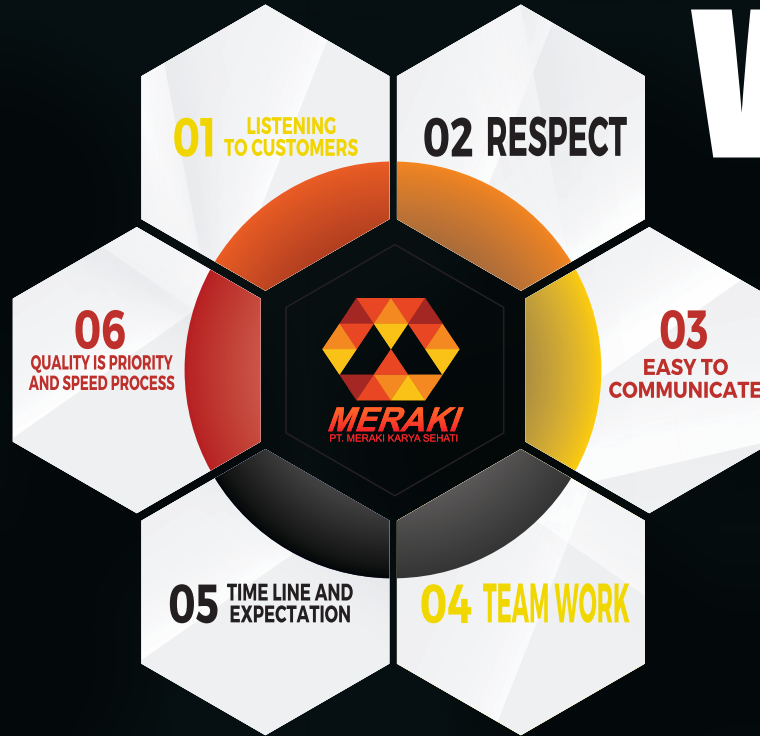 01 LISTENING
TO CUSTOMERS
02 RESPECT
03
EASY TO
COMMUNICATE
04 TEAM WORK
05 TIME LINE AND
EXPECTATION
06
QUALITY IS PRIORITY
AND SPEED PROCESS
MERAKI
PT. MERAKI KARYA SEHATI